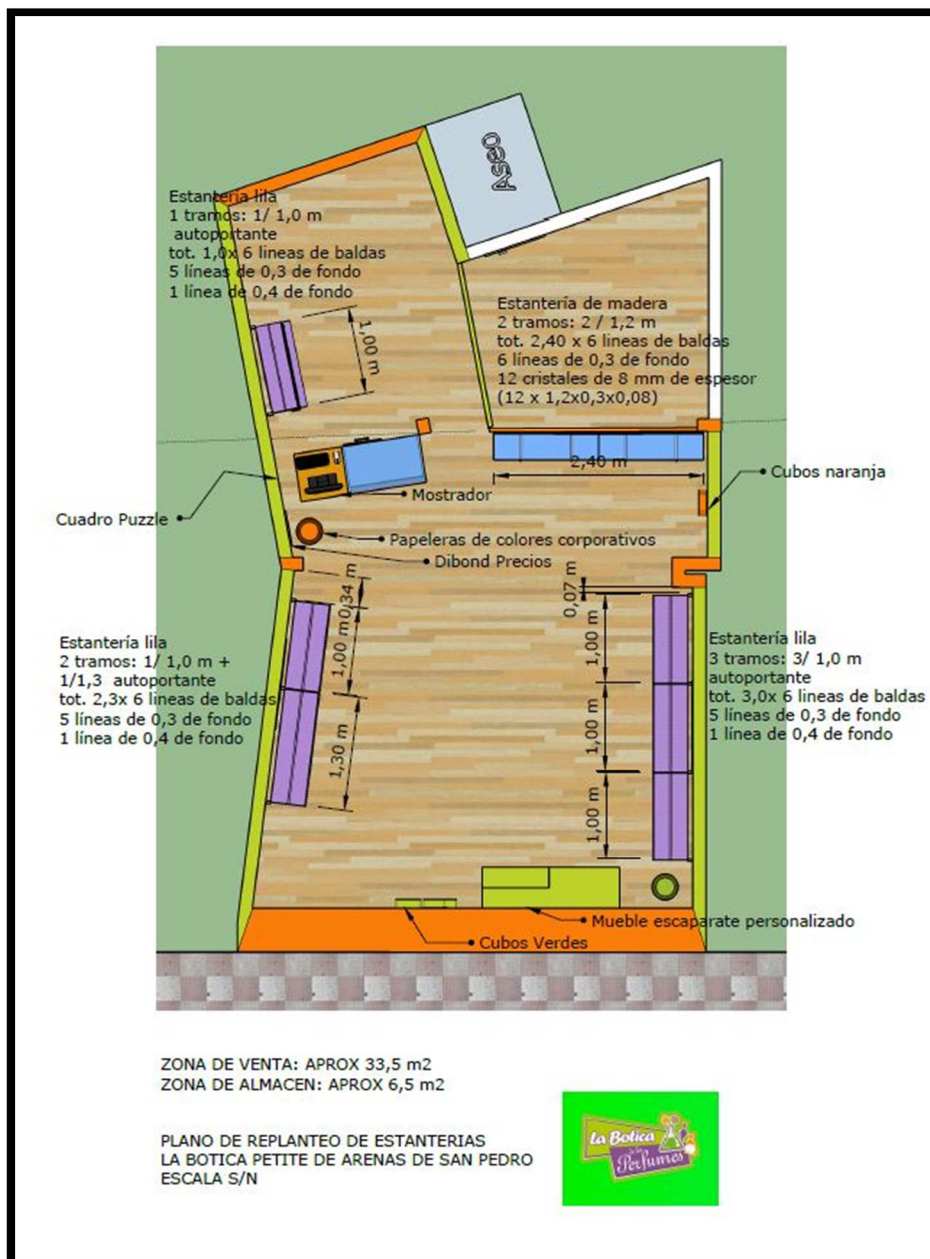 Aseo
Estantería lila
1 tramos: 1/ 1,0 m
autoportante
tot. 1,0x 6 lineas de baldas
5 líneas de 0,3 de fondo
1 línea de 0,4 de fondo
1,00 m
Estantería de madera
2 tramos: 2 / 1,2 m
tot. 2,40 x 6 lineas de baldas
6 líneas de 0,3 de fondo
12 cristales de 8 mm de espesor
(12 x 1,2x0,3x0,08)
2,40 m
Cubos naranja
Mostrador
Cuadro Puzzle
Papeleras de colores corporativos
Dibond Precios
0,34 m
0,07 m
Estantería lila
2 tramos: 1/ 1,0 m +
1/1,3 autoportante
tot. 2,3x 6 lineas de baldas
5 líneas de 0,3 de fondo
1 línea de 0,4 de fondo
1,00 m
1,30 m
1,00 m
1,00 m
1,00 m
Estantería lila
3 tramos: 3/ 1,0 m
autoportante
tot. 3,0x 6 lineas de baldas
5 líneas de 0,3 de fondo
1 línea de 0,4 de fondo
Mueble escaparate personalizado
Cubos Verdes
ZONA DE VENTA: APROX 33,5 m2
ZONA DE ALMACEN: APROX 6,5 m2
PLANO DE REPLANTEO DE ESTANTERIAS
LA BOTICA PETITE DE ARENAS DE SAN PEDRO
ESCALA S/N
La Botica
de los
Perfumes